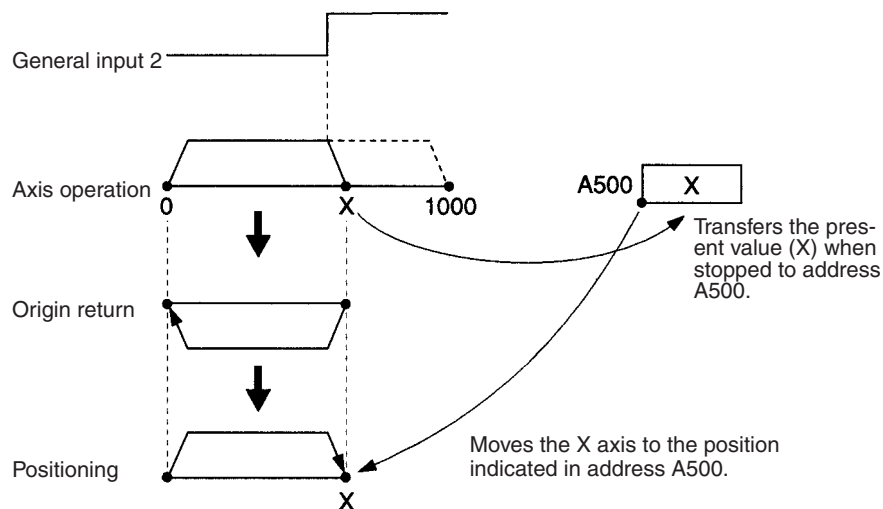 General input 2
Axis operation
0
X
1000
A500
X
Transfers the pres-
ent value (X) when
stopped to address
A500.
Origin return
Moves the X axis to the position
indicated in address A500.
Positioning
X